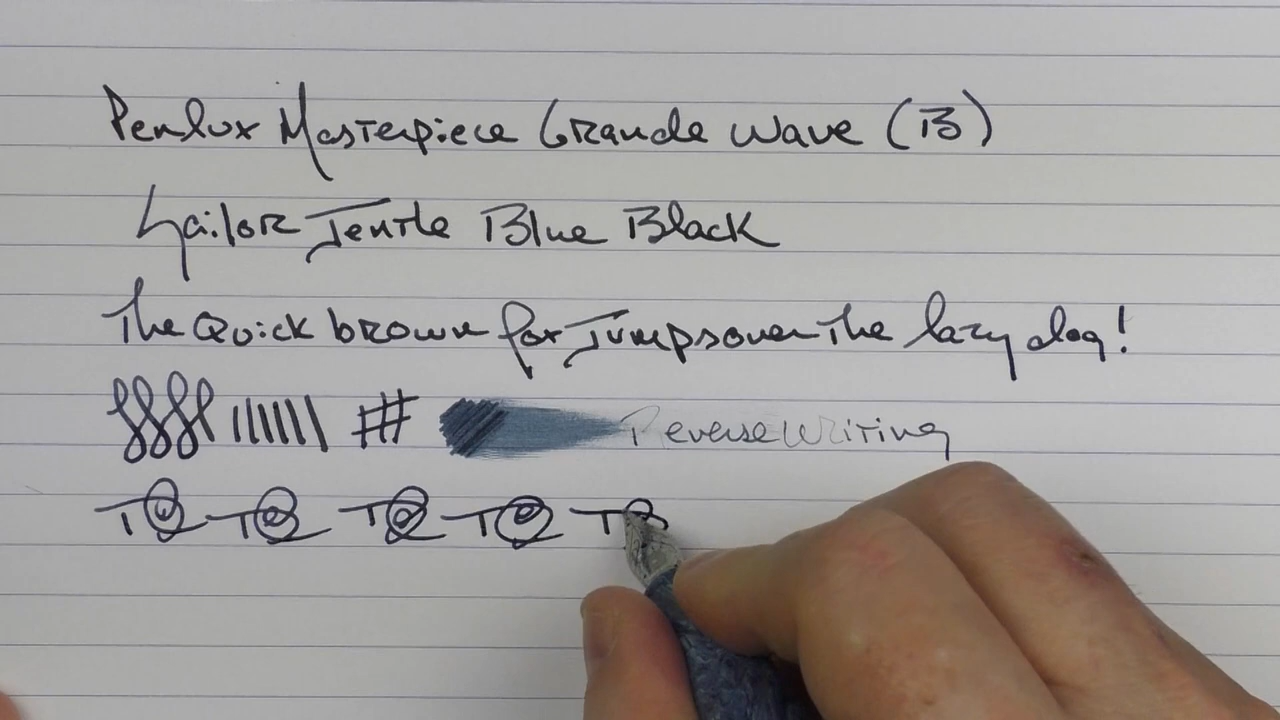 Penlux Masterpiece Grande Wave (B)
Sailor Jentle Blue Black
The Quick brown fox Jumps over The lazy dog!
# Reverse Writing